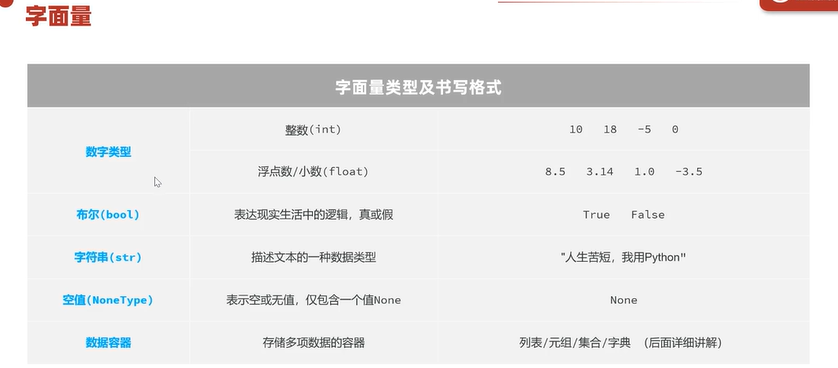 字面量
字面量类型及书写格式
数字类型
整数(int)
10 18 -5 0
浮点数/小数(float)
8.5 3.14 1.0 -3.5
布尔(bool)
表达现实生活中的逻辑，真或假
True False
字符串(str)
描述文本的一种数据类型
"人生苦短，我用Python"
空值(NoneType)
表示空或无值，仅包含一个值None
None
数据容器
存储多项数据的容器
列表/元组/集合/字典 （后面详细讲解）